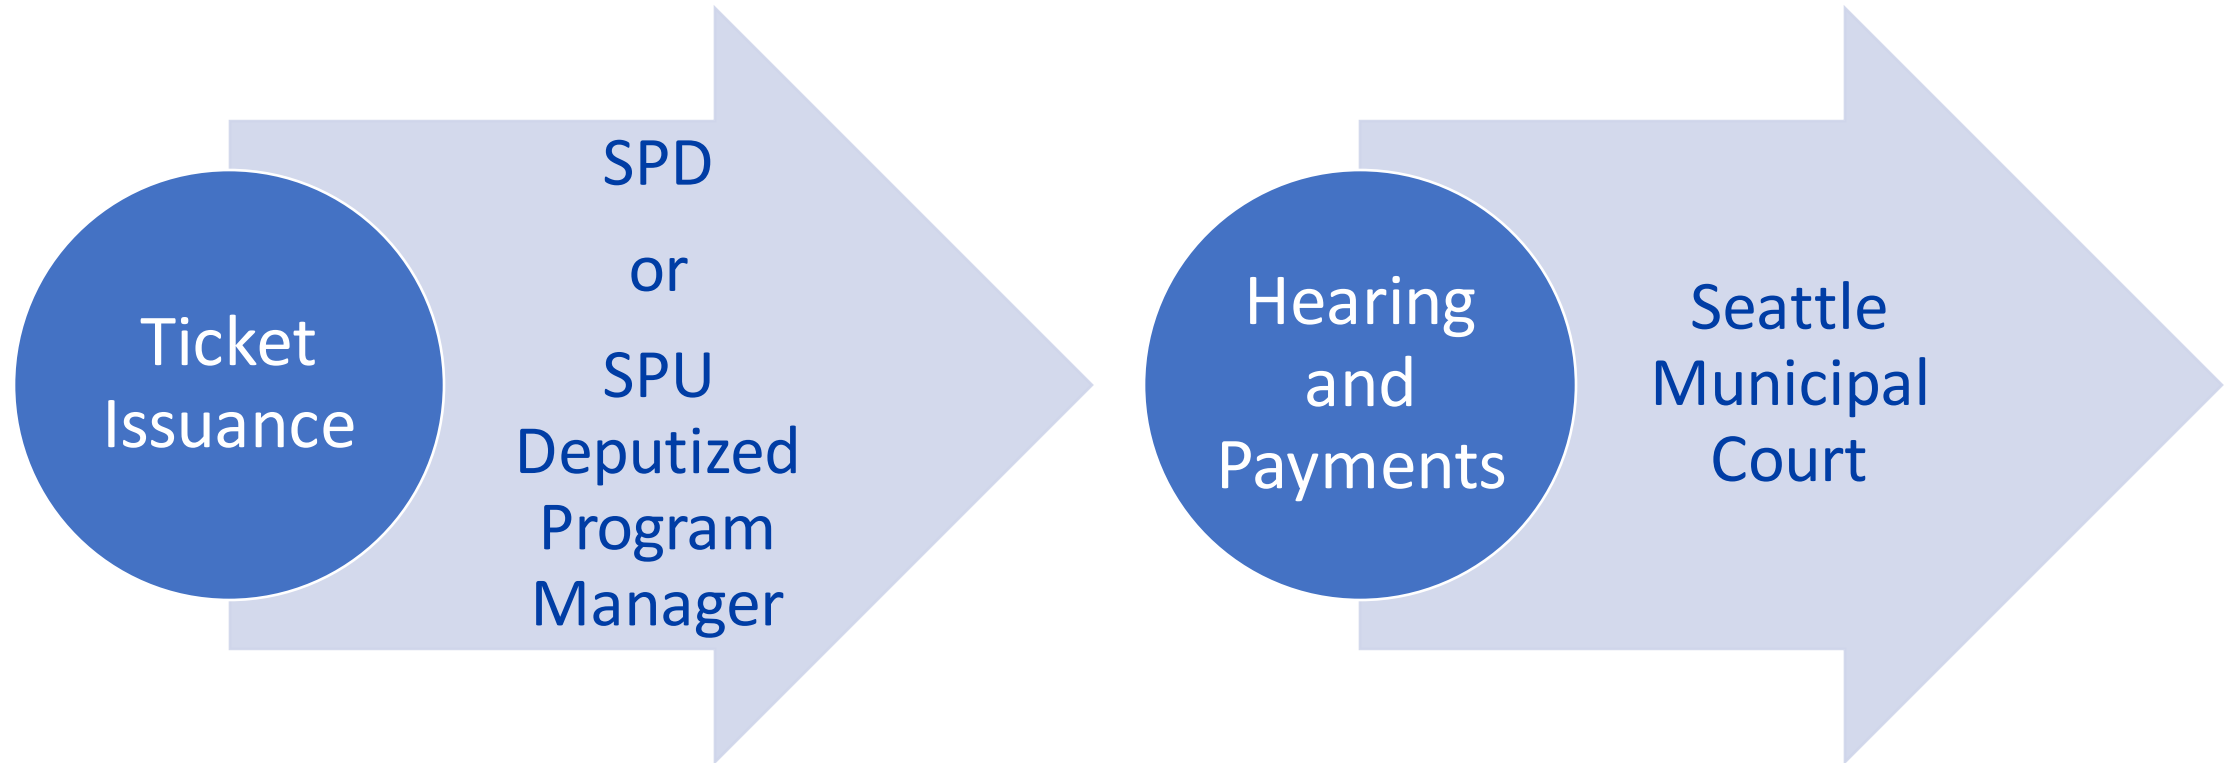 Ticket
Issuance
SPD
or
SPU
Deputized
Program
Manager
Hearing
and
Payments
Seattle
Municipal
Court